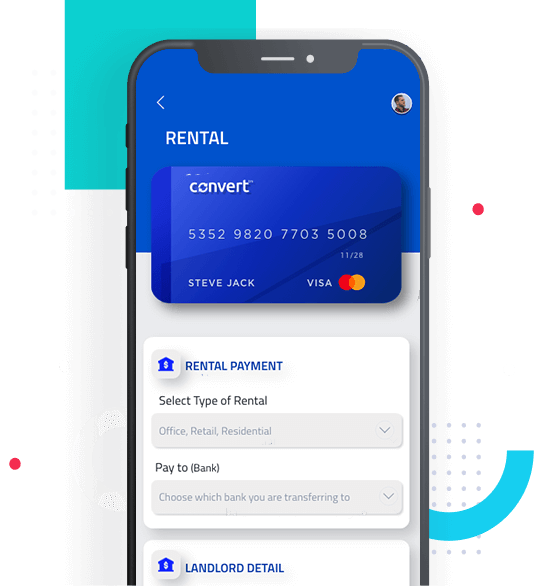 RENTAL
convert™
5352 9820 7703 5008
11/28
STEVE JACK VISA
RENTAL PAYMENT
Select Type of Rental
Office, Retail, Residential
Pay to (Bank)
Choose which bank you are transferring to
LANDLORD DETAIL